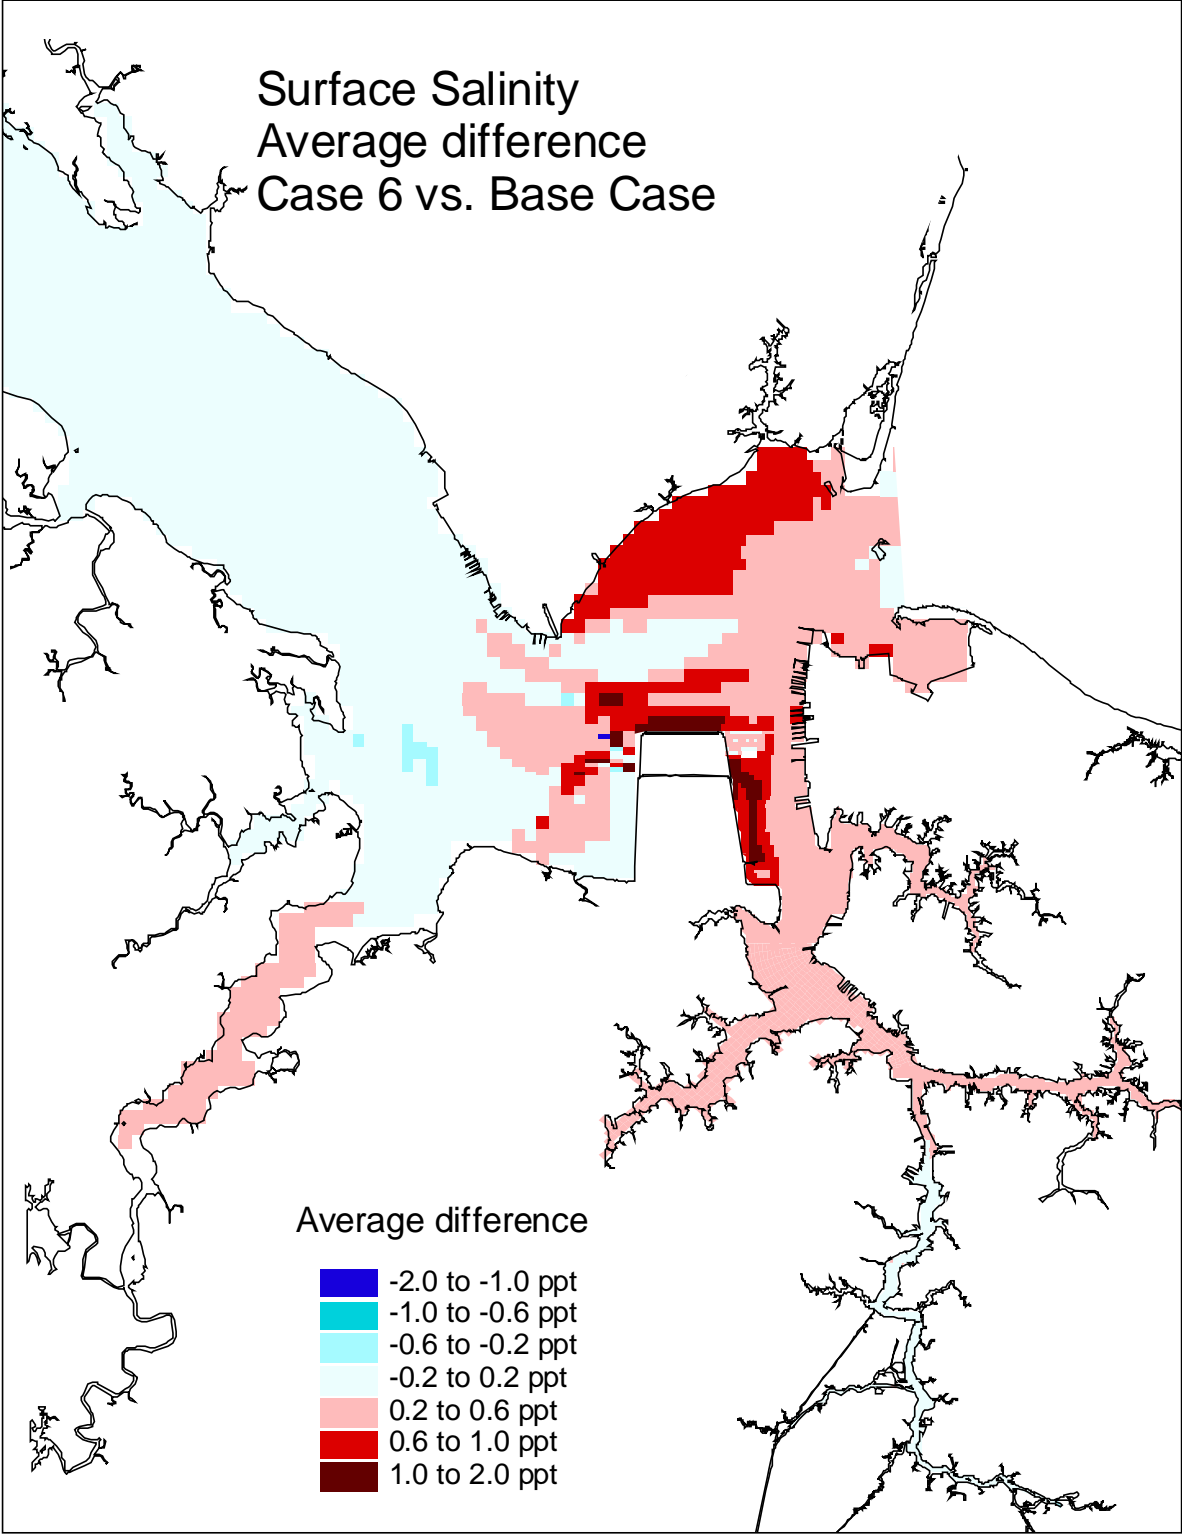 Surface Salinity
Average difference
Case 6 vs. Base Case
Average difference
-2.0 to -1.0 ppt
-1.0 to -0.6 ppt
-0.6 to -0.2 ppt
-0.2 to 0.2 ppt
0.2 to 0.6 ppt
0.6 to 1.0 ppt
1.0 to 2.0 ppt